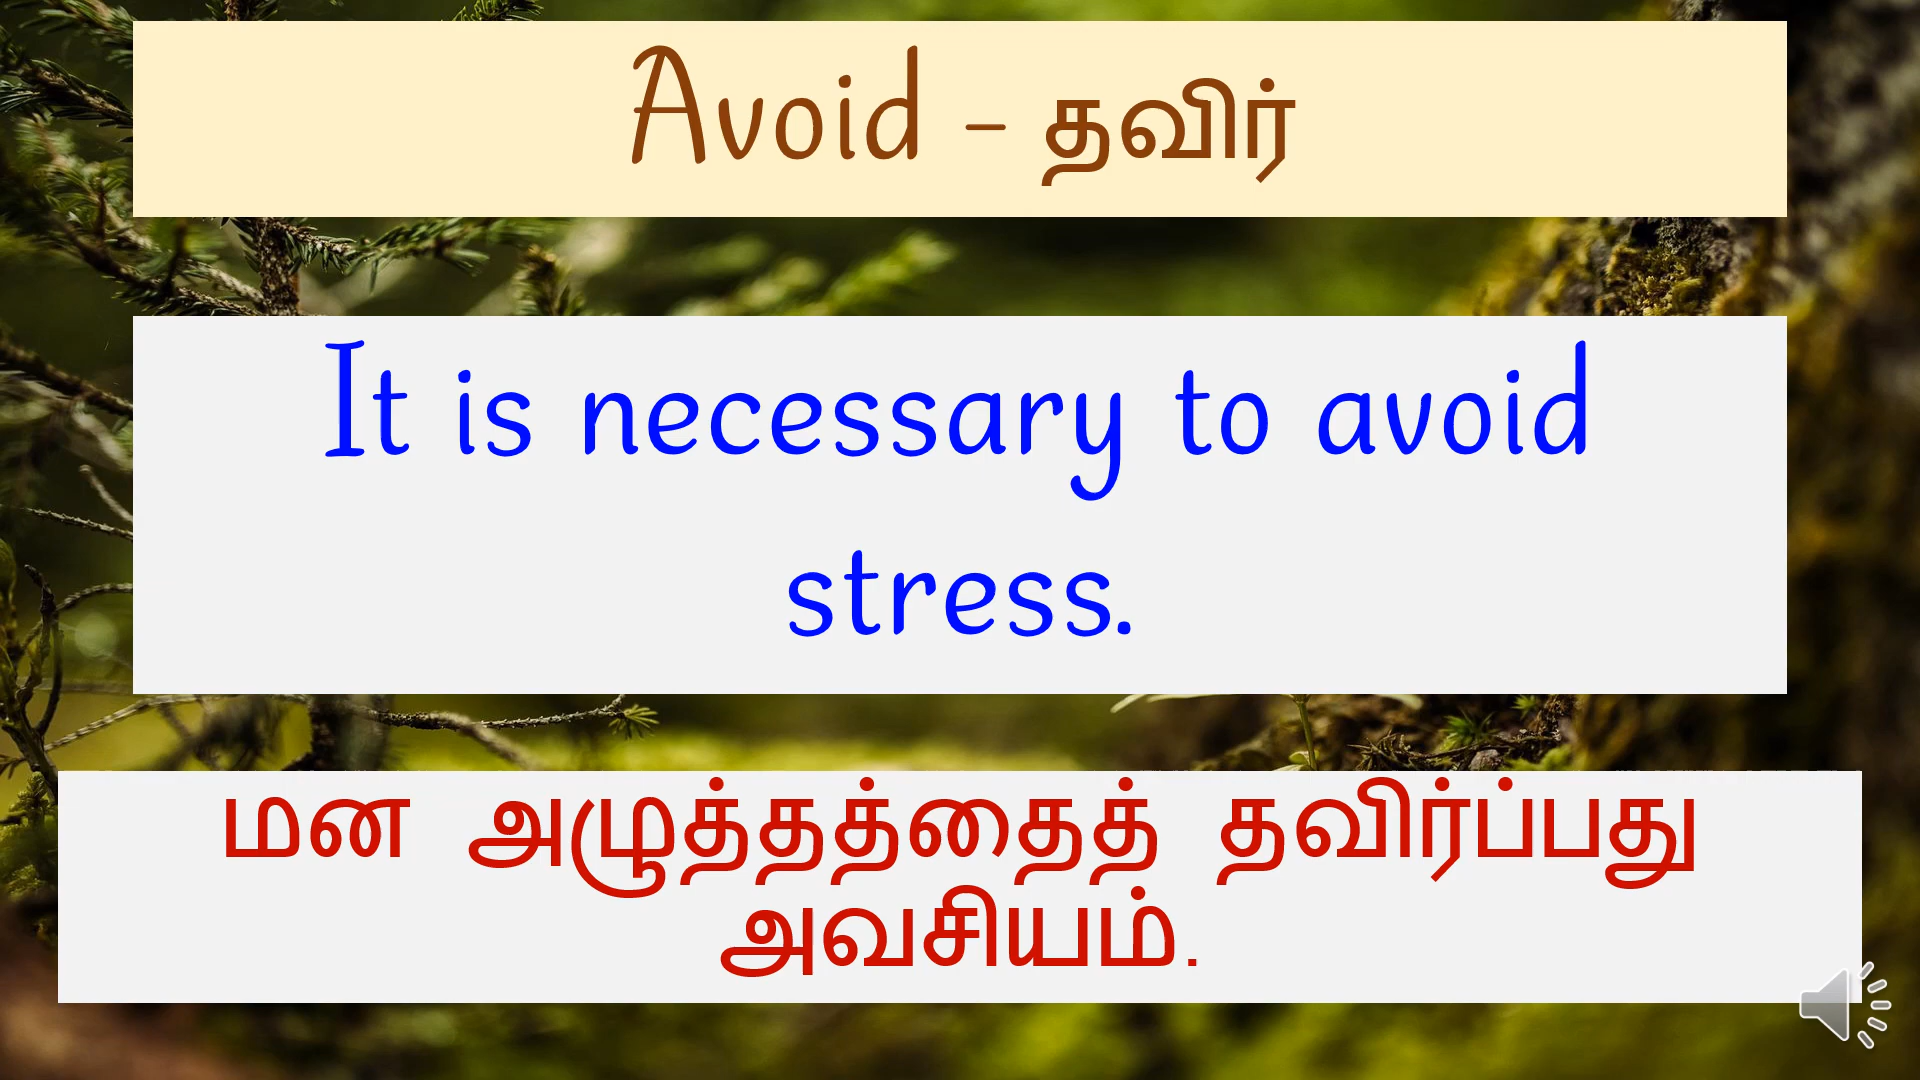 Avoid - தவிர்
It is necessary to avoid
stress.
மன அழுத்தத்தைத் தவிர்ப்பது
அவசியம்.